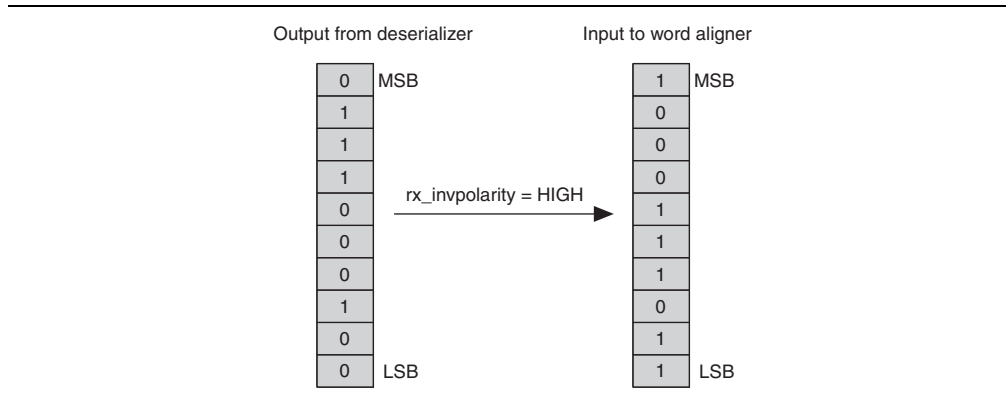 Output from deserializer Input to word aligner
0 MSB 1 MSB
1 0
1 0
1 0
0 1
rx_invpolarity = HIGH
0 1
0 1
1 0
0 1
0 LSB 1 LSB